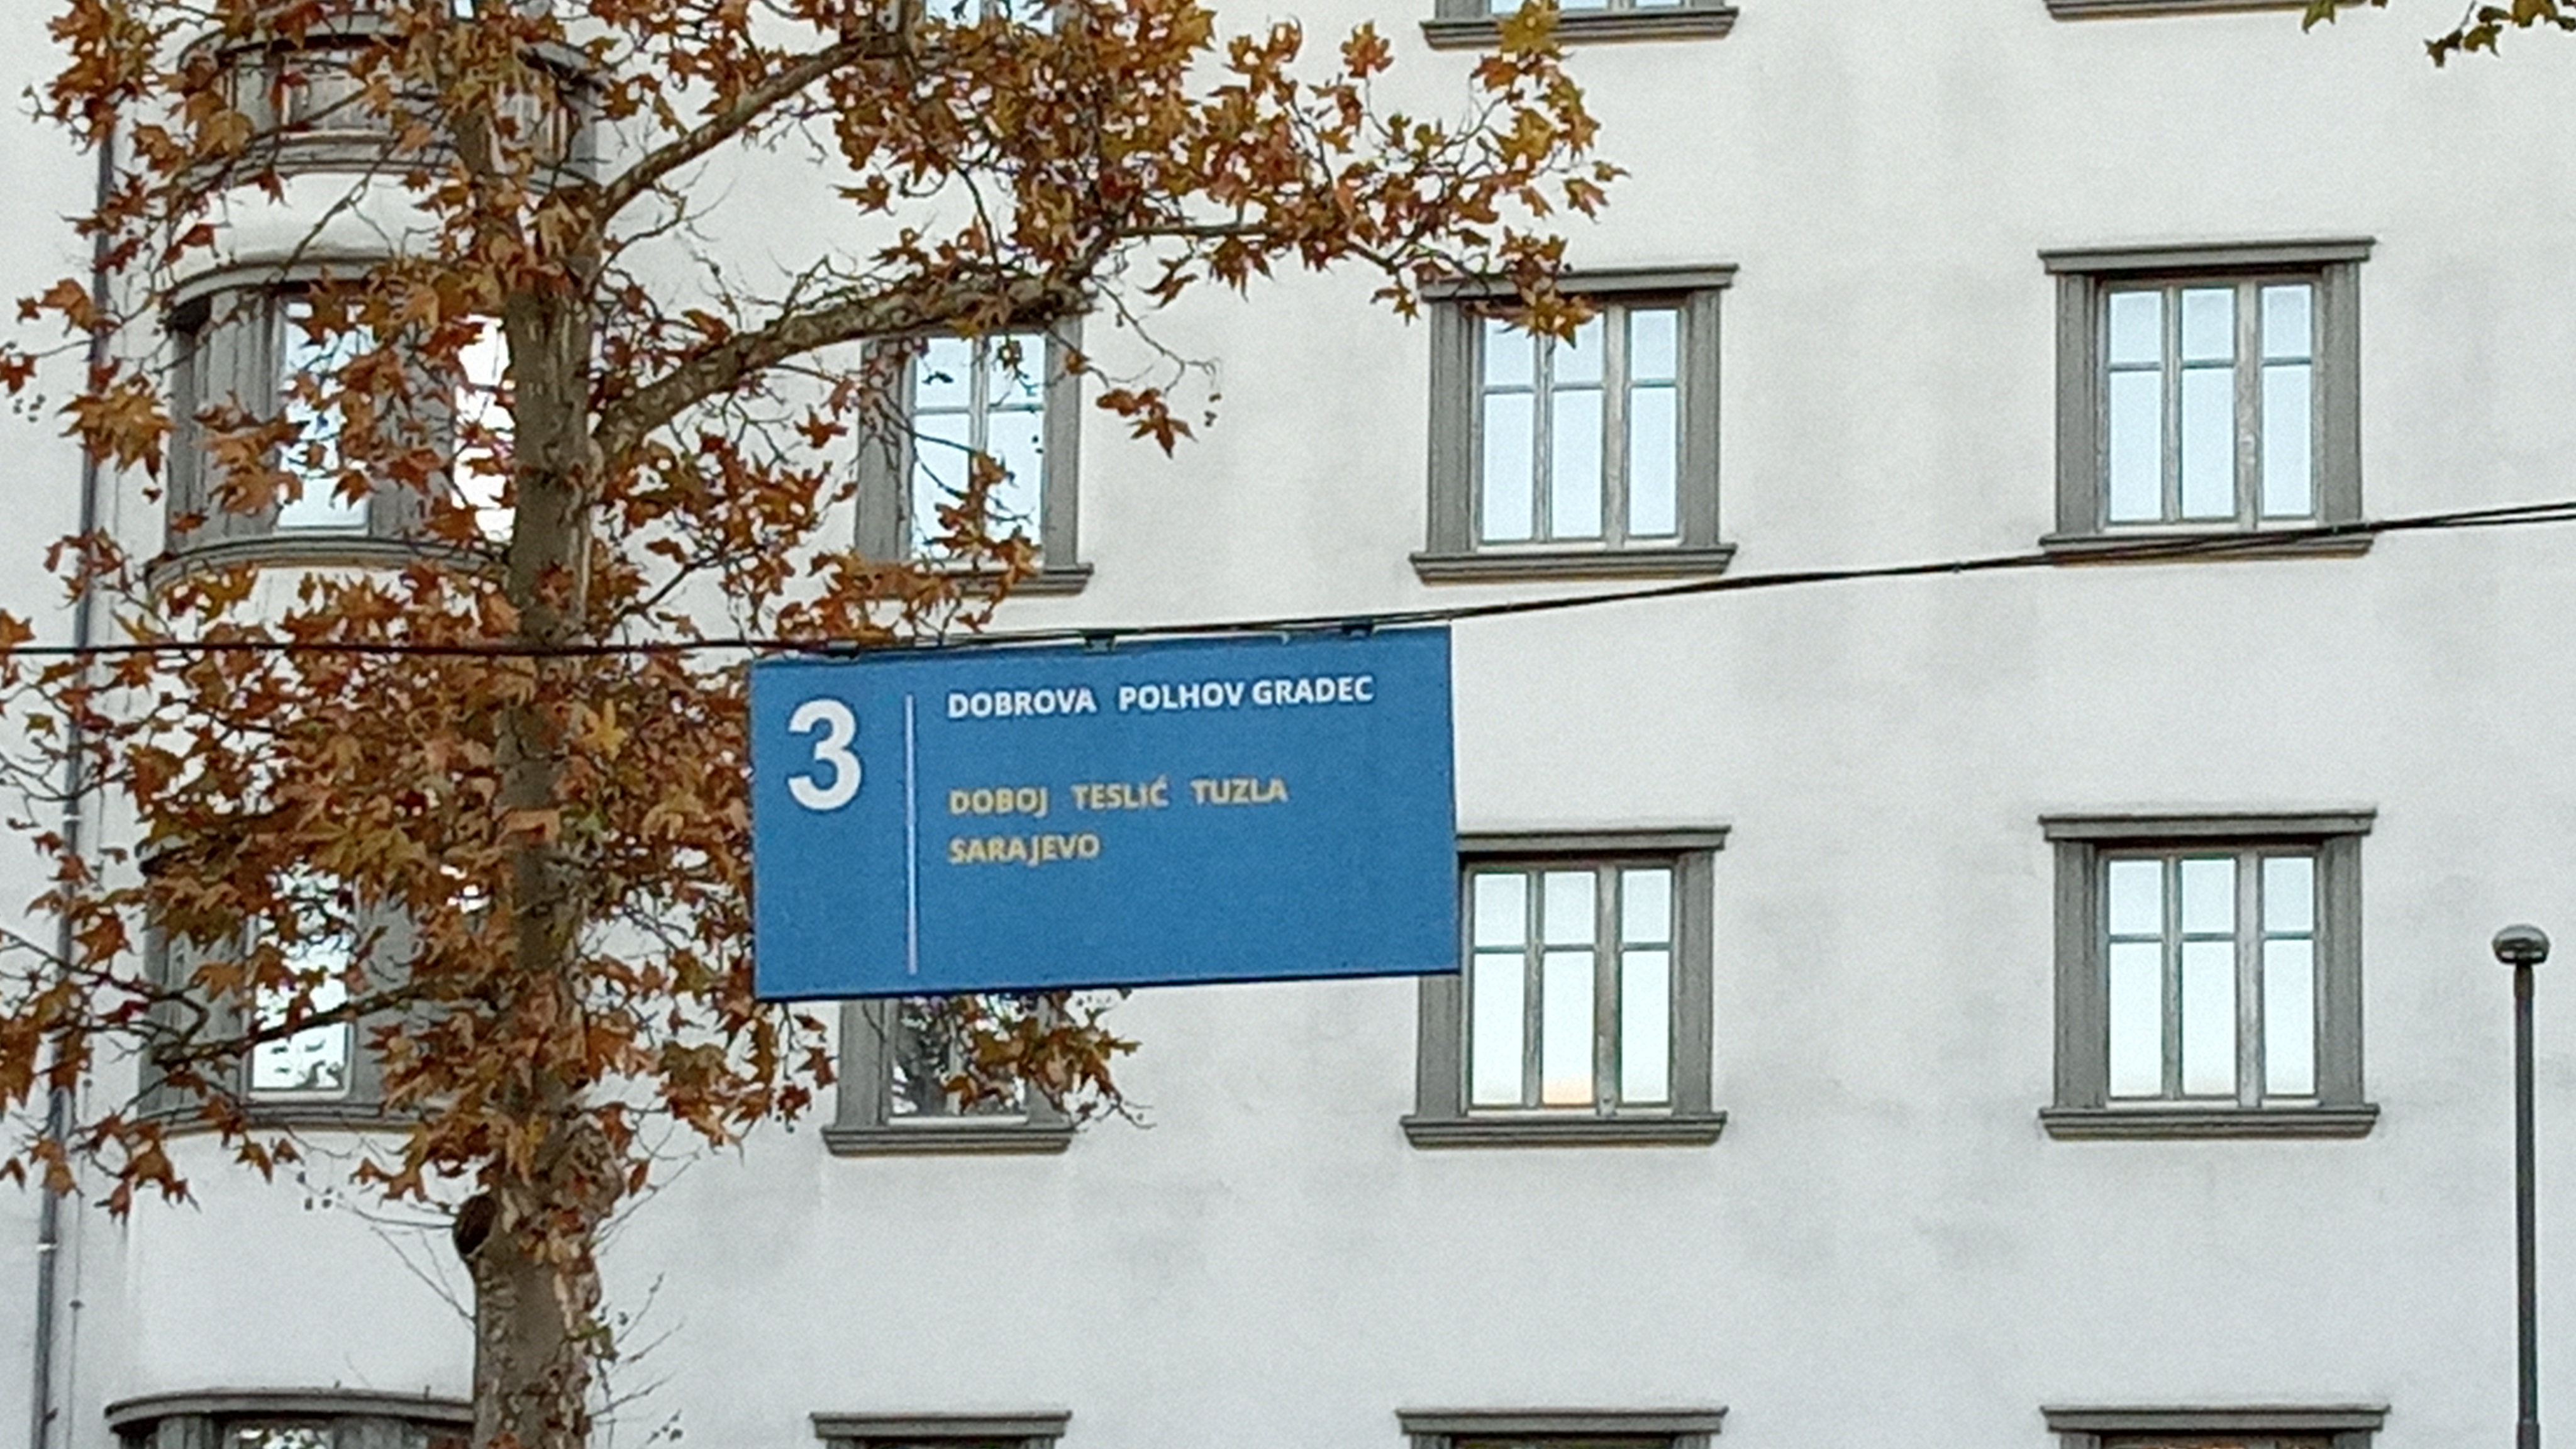 3
DOBROVA POLHOV GRADEC
DOBOJ TESLIĆ TUZLA
SARAJEVO